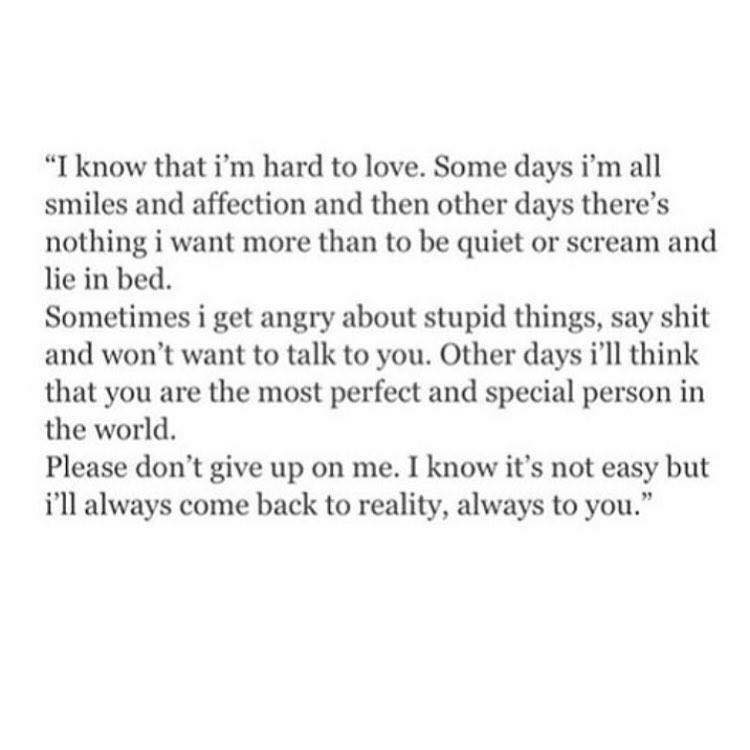 “I know that i’m hard to love. Some days i’m all
smiles and affection and then other days there’s
nothing i want more than to be quiet or scream and
lie in bed.
Sometimes i get angry about stupid things, say shit
and won’t want to talk to you. Other days i’ll think
that you are the most perfect and special person in
the world.
Please don’t give up on me. I know it’s not easy but
i’ll always come back to reality, always to you.”